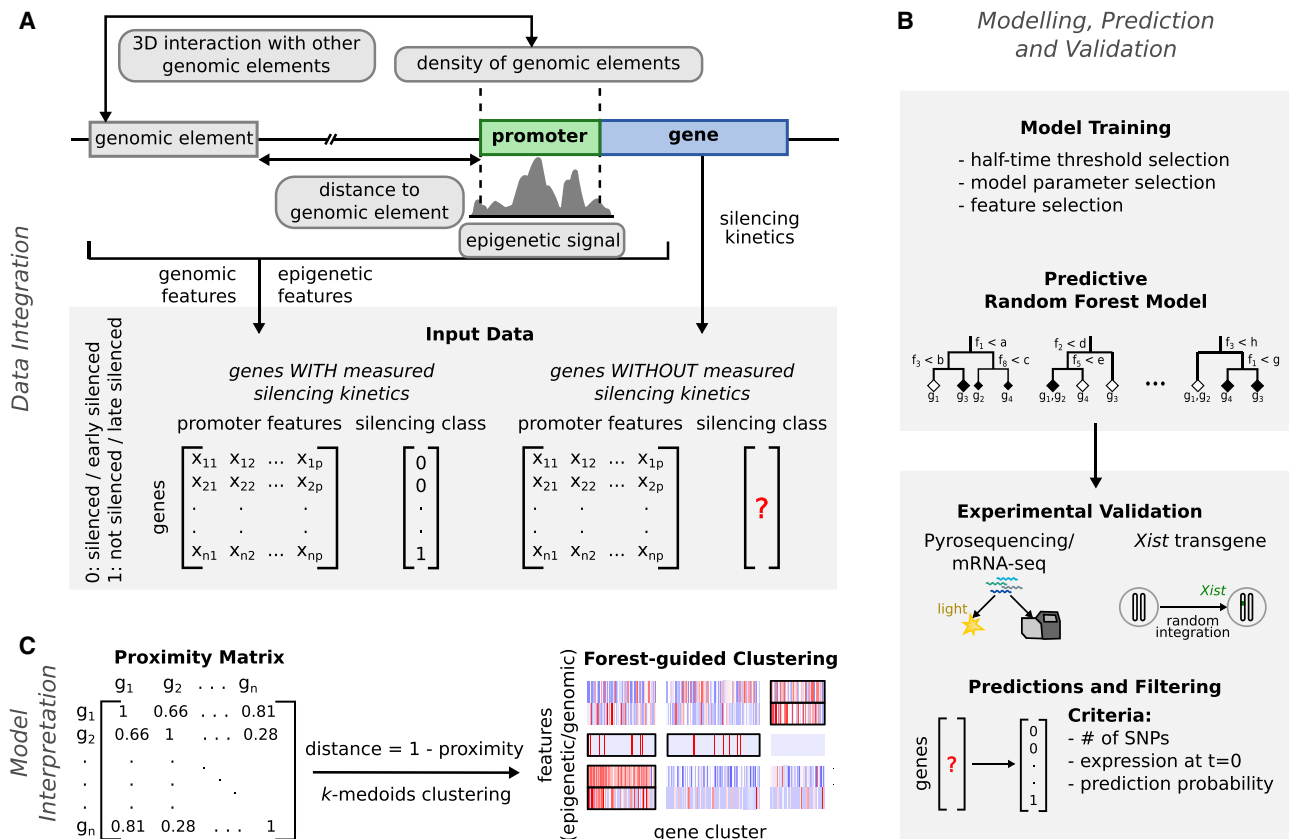 A
Data Integration
3D interaction with other
genomic elements
density of genomic elements
genomic element
//
promoter
gene
distance to
genomic element
epigenetic signal
silencing
kinetics
genomic
features
epigenetic
features
0: silenced / early silenced
1: not silenced / late silenced
Input Data
genes WITH measured
silencing kinetics
promoter features
silencing class
genes
x11 x12 ... x1p
x21 x22 ... x2p
. . .
. . .
xn1 xn2 ... xnp
0
0
.
.
1
genes WITHOUT measured
silencing kinetics
promoter features
silencing class
x11 x12 ... x1p
x21 x22 ... x2p
. . .
. . .
xn1 xn2 ... xnp
?
B
Modelling, Prediction
and Validation
Model Training
- half-time threshold selection
- model parameter selection
- feature selection
Predictive
Random Forest Model
f1 < a
f3 < b
f8 < c
g1 g3 g2 g4
f2 < d
f5 < e
g1,g2 g4 g3
...
f3 < h
f1 < g
g1,g2 g4 g3
Experimental Validation
Pyrosequencing/
mRNA-seq
light
Xist transgene
Xist
random
integration
Predictions and Filtering
genes
?
0
0
.
.
1
Criteria:
- # of SNPs
- expression at t=0
- prediction probability
C
Model
Interpretation
Proximity Matrix
g1 g2 . . . gn
g1 1 0.66 . . . 0.81
g2 0.66 1 . . . 0.28
. . . .
. . . .
gn 0.81 0.28 . . . 1
distance = 1 - proximity
k-medoids clustering
Forest-guided Clustering
features
(epigenetic/genomic)
gene cluster